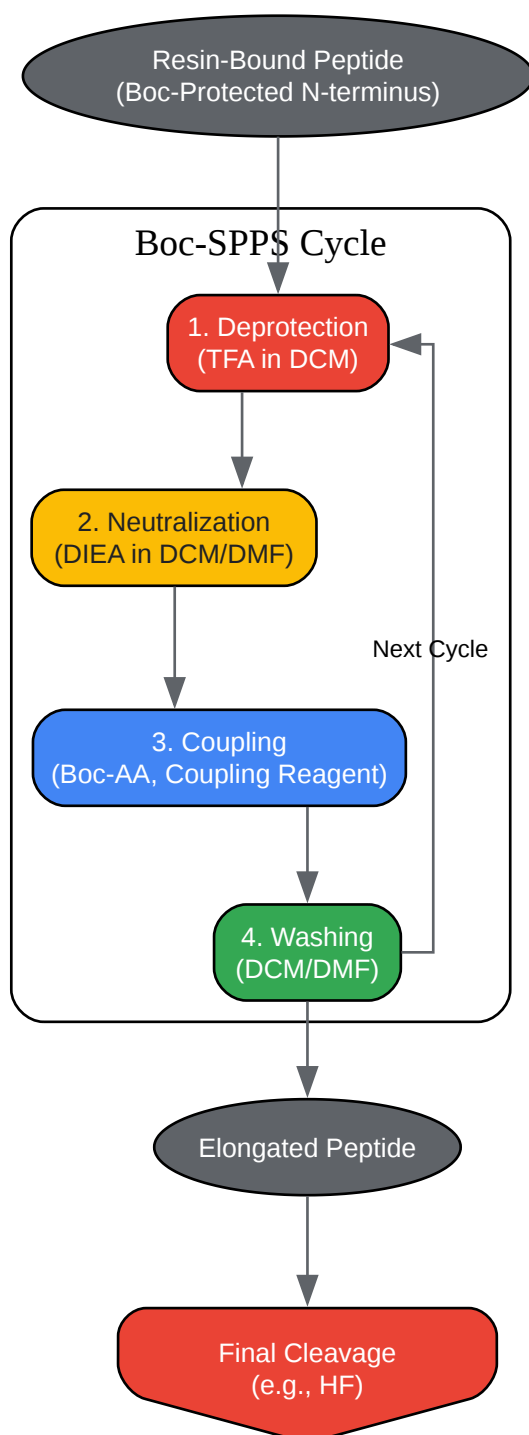 Resin-Bound Peptide
(Boc-Protected N-terminus)
Boc-SPPS Cycle
1. Deprotection
(TFA in DCM)
2. Neutralization
(DIEA in DCM/DMF)
Next Cycle
3. Coupling
(Boc-AA, Coupling Reagent)
4. Washing
(DCM/DMF)
Elongated Peptide
Final Cleavage
(e.g., HF)